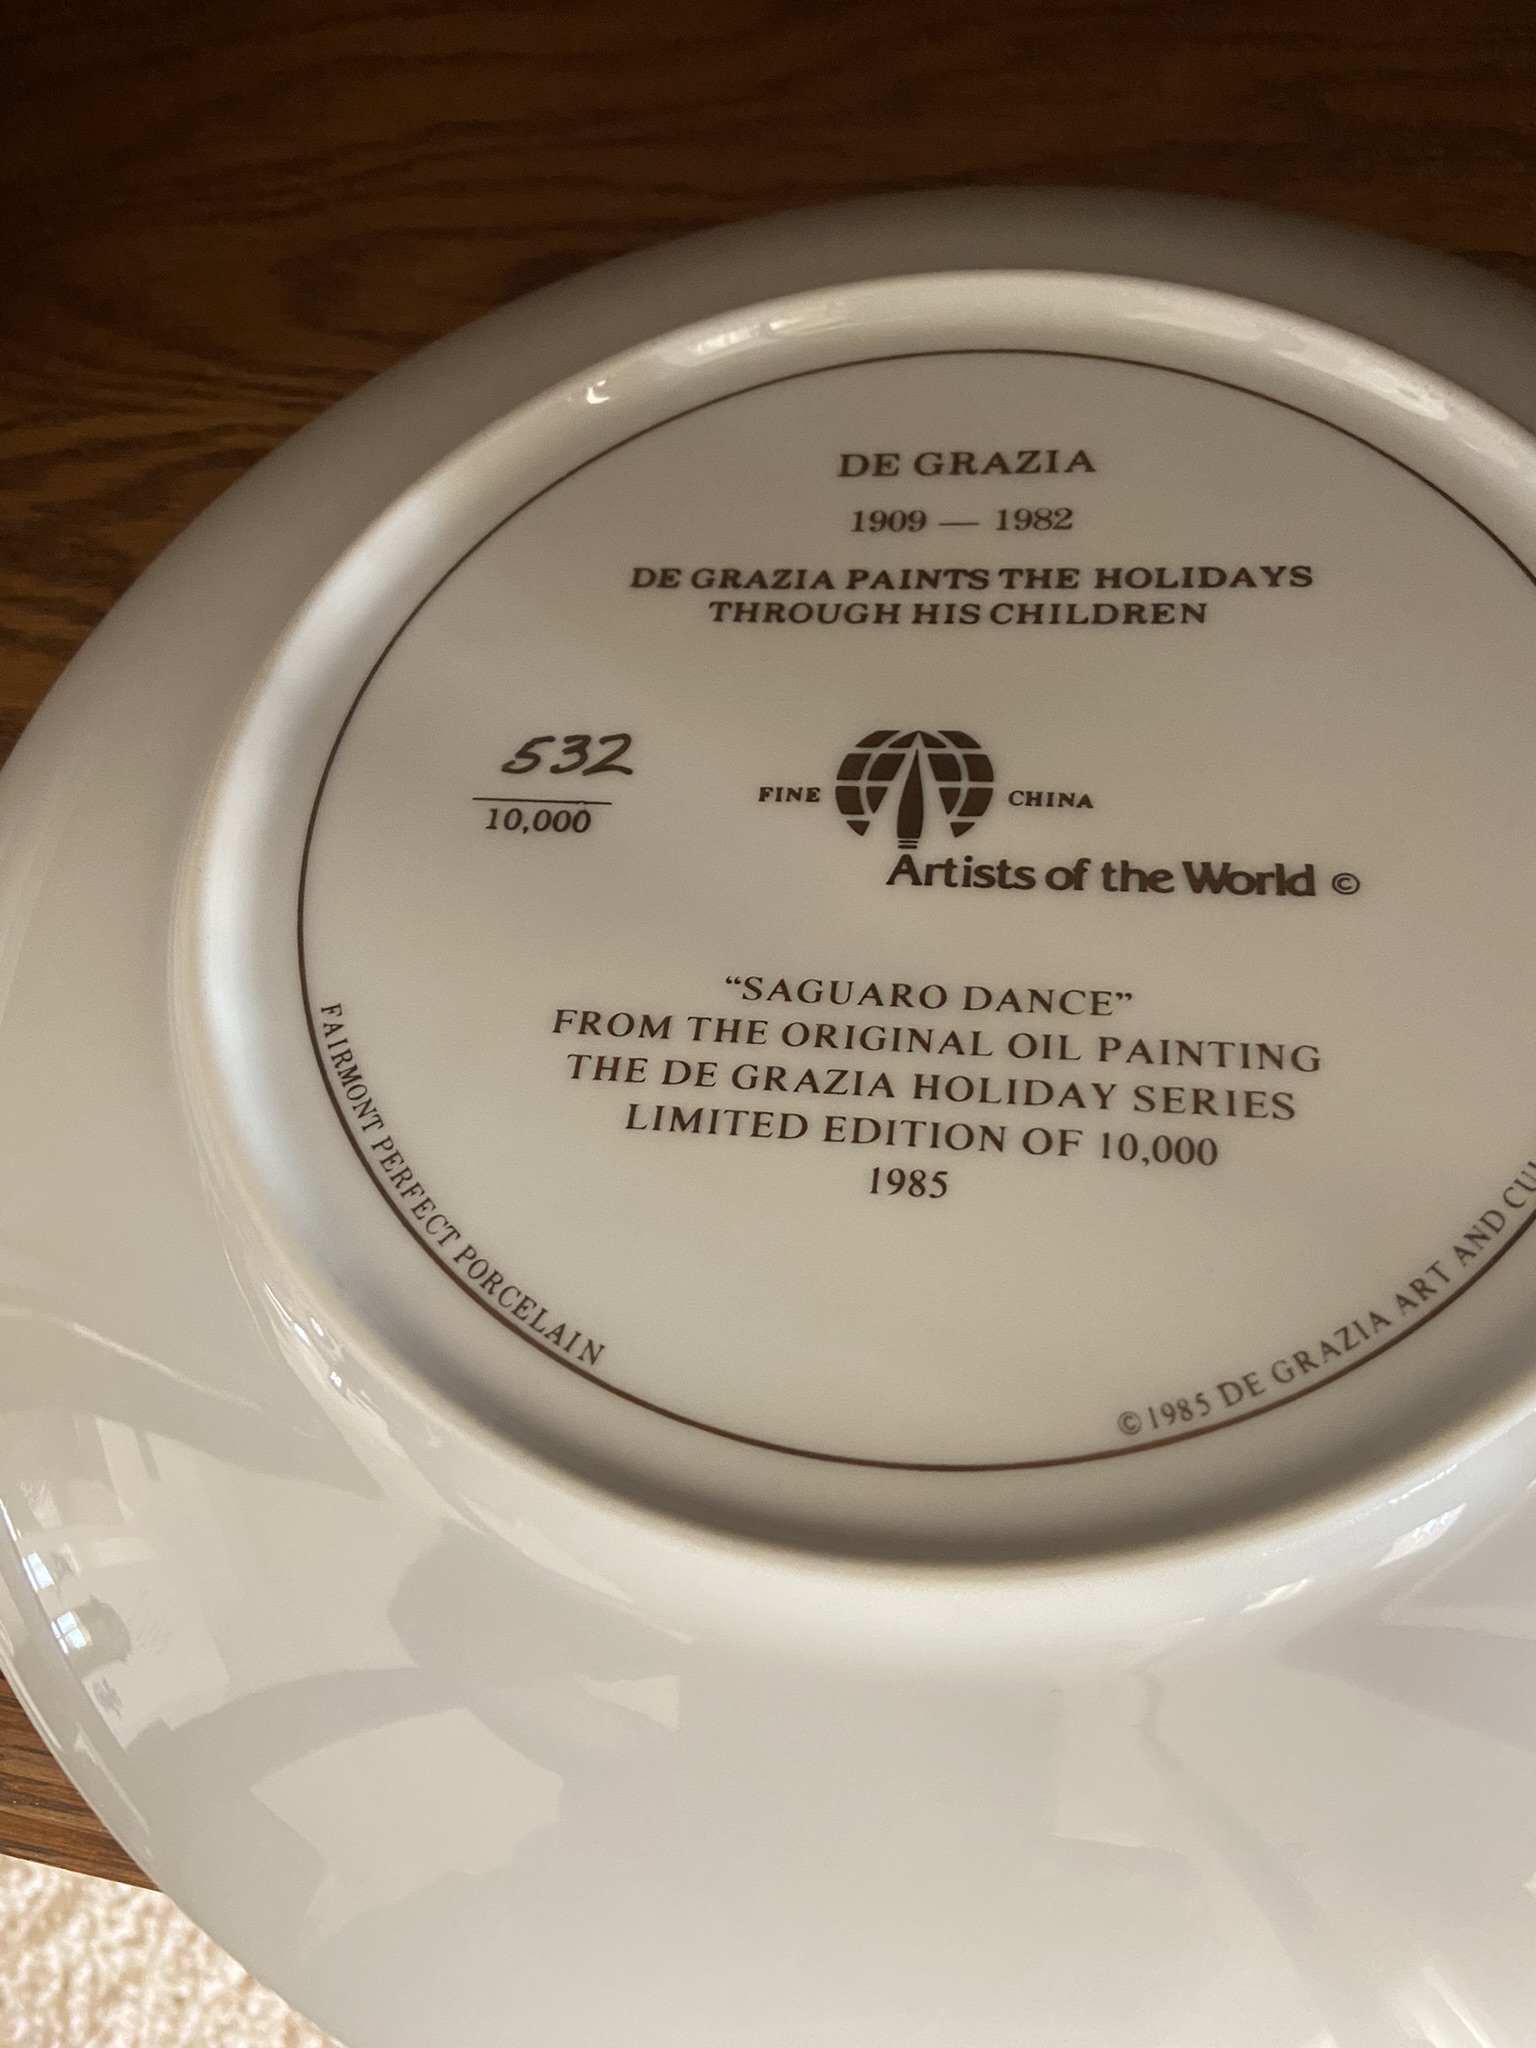 DE GRAZIA
1909 — 1982
DE GRAZIA PAINTS THE HOLIDAYS
THROUGH HIS CHILDREN
532
10,000
FINE CHINA
Artists of the World ©
“SAGUARO DANCE”
FROM THE ORIGINAL OIL PAINTING
THE DE GRAZIA HOLIDAY SERIES
LIMITED EDITION OF 10,000
1985
FAIRMONT PERFECT PORCELAIN
© 1985 DE GRAZIA ART AND